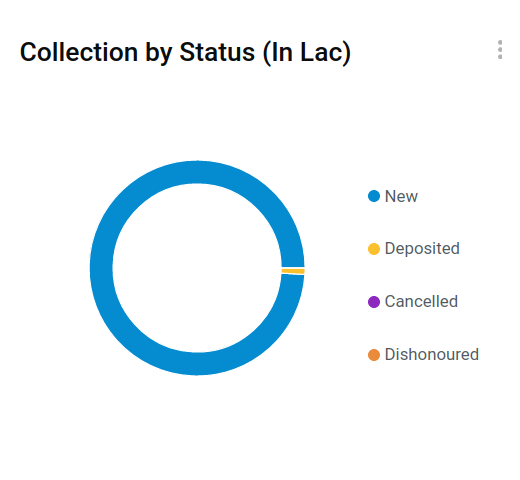 Collection by Status (In Lac)
New
Deposited
Cancelled
Dishonoured